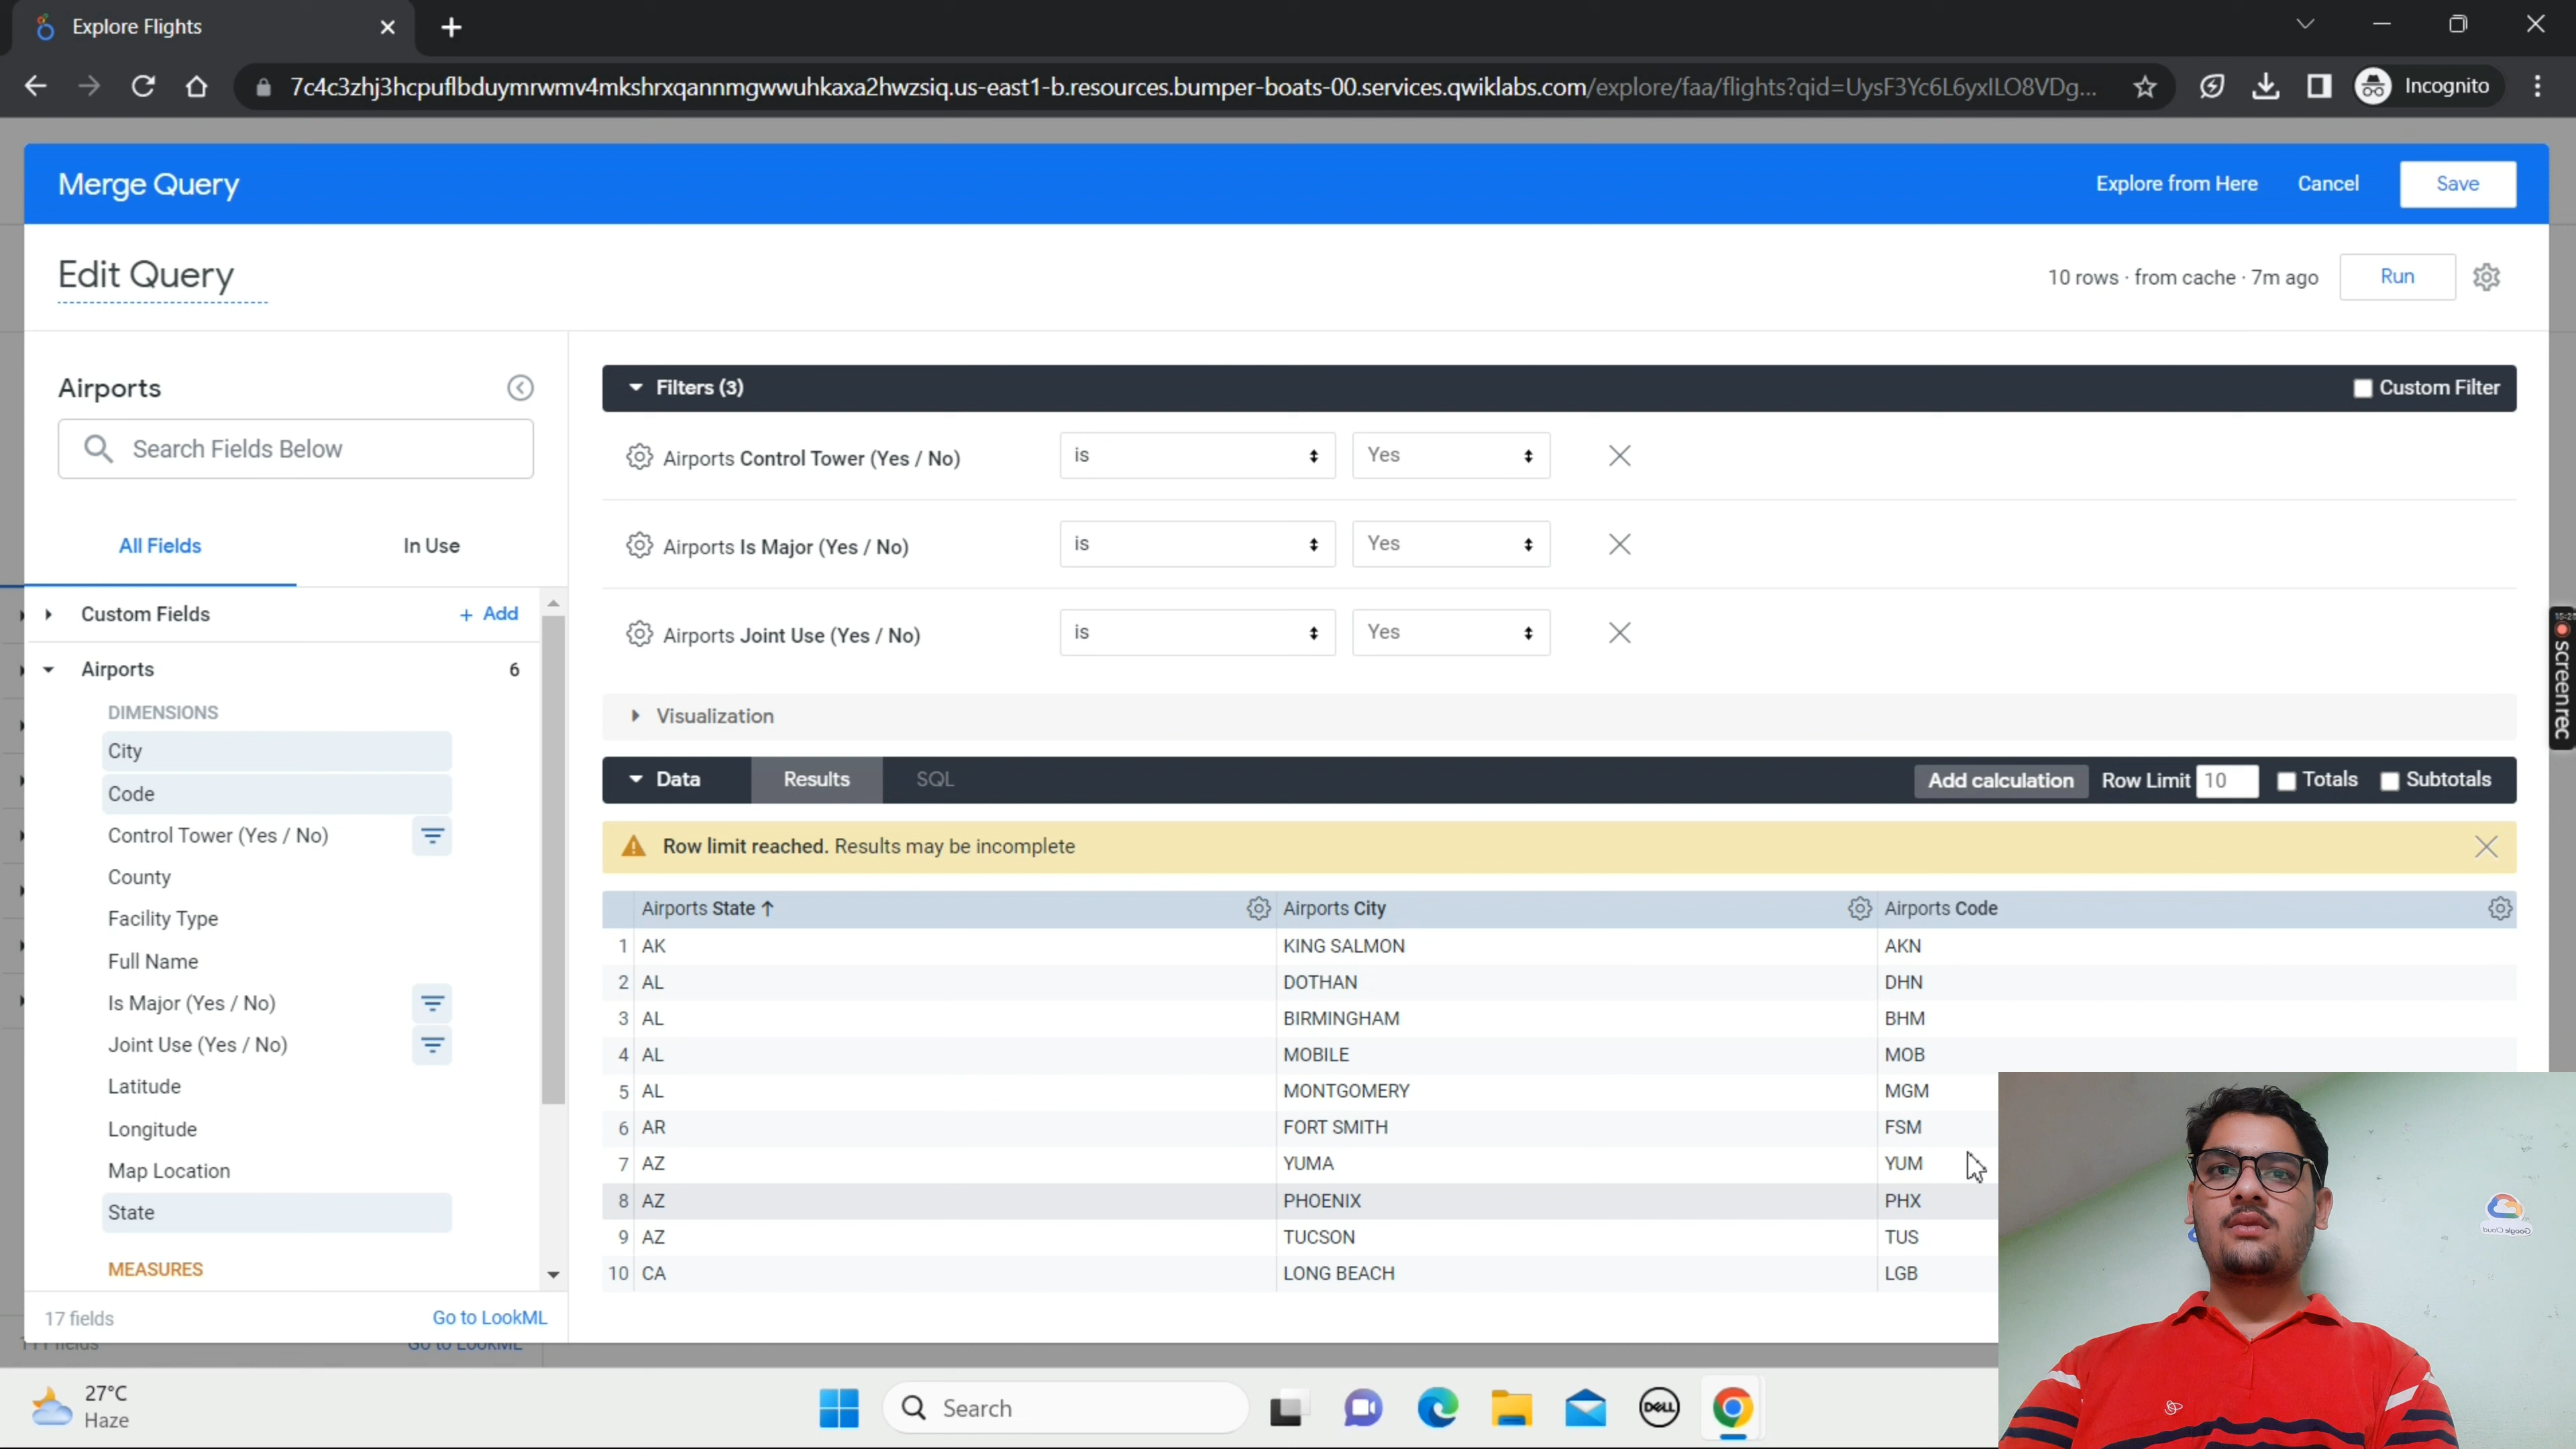 Explore Flights
7c4c3zhj3hcpuflbduymrwmv4mkshrxqannmgwwuhkaxa2hwzsiq.us-east1-b.resources.bumper-boats-00.services.qwiklabs.com/explore/faa/flights?qid=UysF3Yc6L6yxILO8VDg...
Incognito
Merge Query
Explore from Here
Cancel
Save
Edit Query
10 rows · from cache · 7m ago
Run
Airports
Search Fields Below
All Fields
In Use
Custom Fields
+ Add
Airports 6
DIMENSIONS
City
Code
Control Tower (Yes / No)
County
Facility Type
Full Name
Is Major (Yes / No)
Joint Use (Yes / No)
Latitude
Longitude
Map Location
State
MEASURES
17 fields
Go to LookML
Filters (3)
Custom Filter
Airports Control Tower (Yes / No) is Yes
Airports Is Major (Yes / No) is Yes
Airports Joint Use (Yes / No) is Yes
Visualization
Data Results SQL
Add calculation Row Limit 10 Totals Subtotals
Row limit reached. Results may be incomplete
Airports State ↑ Airports City Airports Code
1 AK KING SALMON AKN
2 AL DOTHAN DHN
3 AL BIRMINGHAM BHM
4 AL MOBILE MOB
5 AL MONTGOMERY MGM
6 AR FORT SMITH FSM
7 AZ YUMA YUM
8 AZ PHOENIX PHX
9 AZ TUCSON TUS
10 CA LONG BEACH LGB
screenrec
Google Cloud
27°C
Haze
Search
DELL